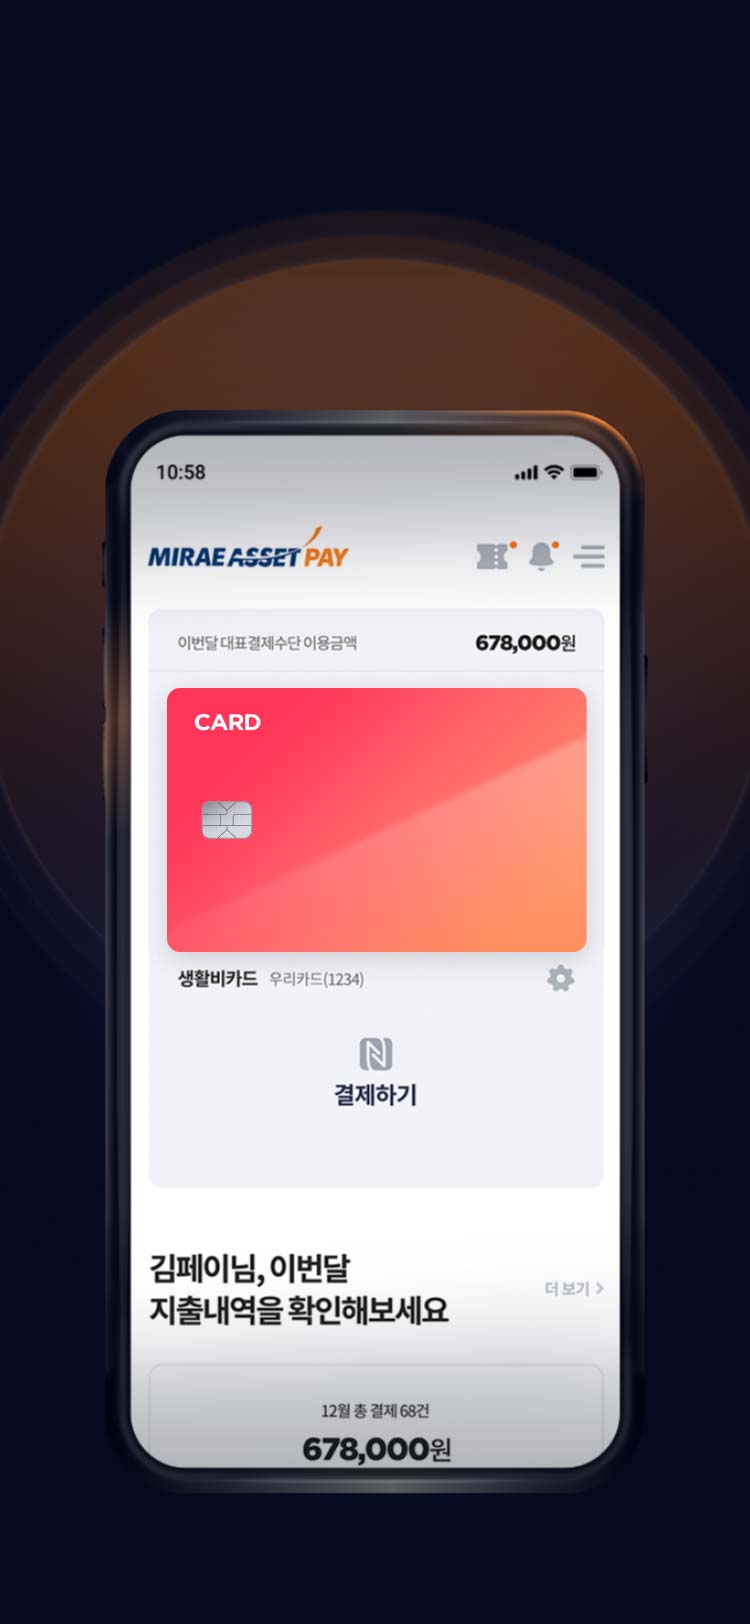 10:58
MIRAE ASSET PAY
이번달 대표결제수단 이용금액 678,000원
CARD
생활비카드 우리카드(1234)
결제하기
김페이님, 이번달
지출내역을 확인해보세요
더 보기
12월 총 결제 68건
678,000원